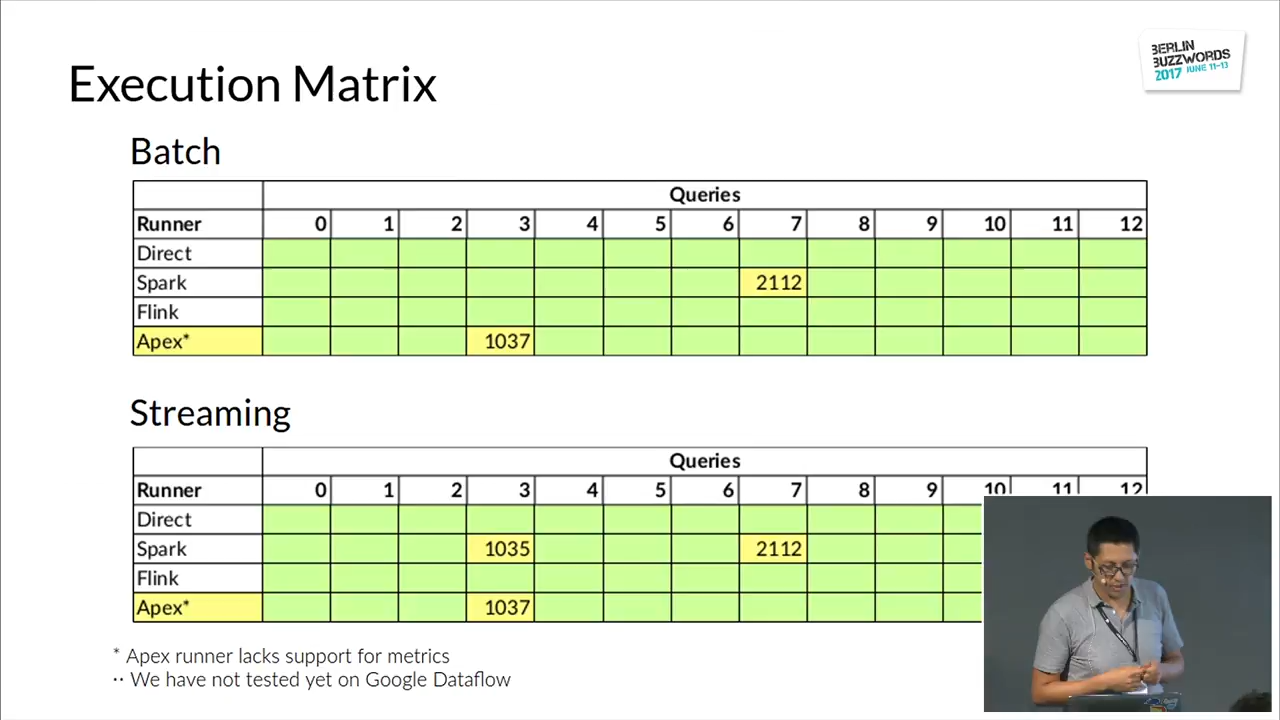 BERLIN
BUZZWORDS
2017 JUNE 11-13
Execution Matrix
Batch
Queries
Runner 0 1 2 3 4 5 6 7 8 9 10 11 12
Direct
Spark 2112
Flink
Apex* 1037
Streaming
Queries
Runner 0 1 2 3 4 5 6 7 8 9 10 11 12
Direct
Spark 1035 2112
Flink
Apex* 1037
* Apex runner lacks support for metrics
·· We have not tested yet on Google Dataflow